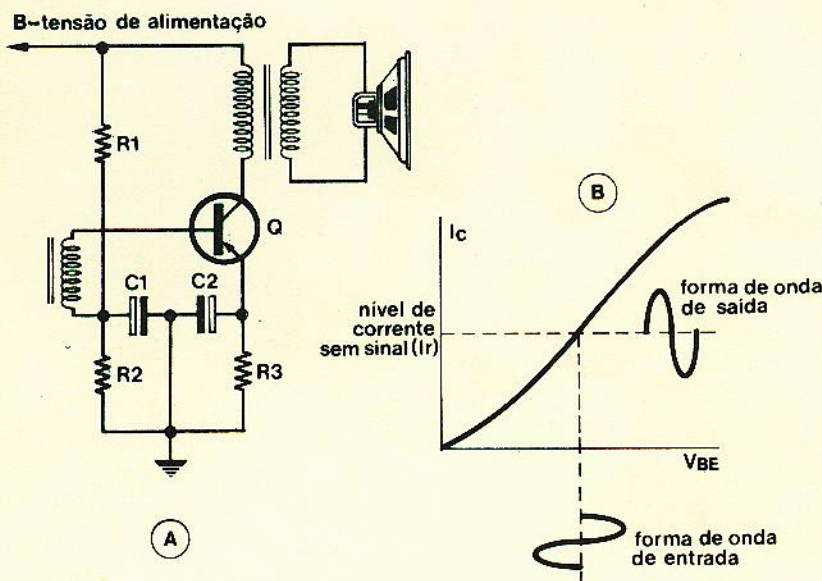 B-tensão de alimentação
R1
Q
C1
C2
R2
R3
A
B
Ic
forma de onda
de saída
nível de
corrente
sem sinal (Ir)
VBE
forma de onda
de entrada